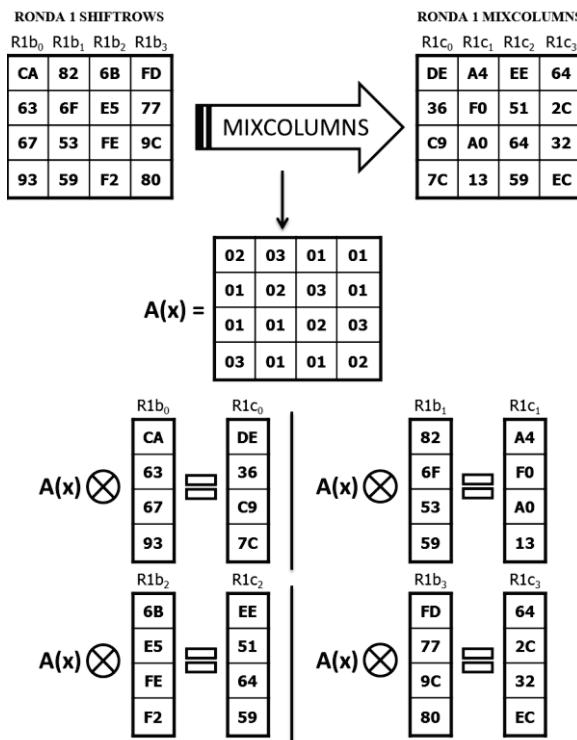 RONDA 1 SHIFTROWS
R1b₀ R1b₁ R1b₂ R1b₃
CA 82 6B FD
63 6F E5 77
67 53 FE 9C
93 59 F2 80
MIXCOLUMNS
RONDA 1 MIXCOLUMNS
R1c₀ R1c₁ R1c₂ R1c₃
DE A4 EE 64
36 F0 51 2C
C9 A0 64 32
7C 13 59 EC
A(x) =
02 03 01 01
01 02 03 01
01 01 02 03
03 01 01 02
R1b₀ R1c₀
CA DE
63 36
A(x) ⊗ =
67 C9
93 7C
R1b₁ R1c₁
82 A4
6F F0
A(x) ⊗ =
53 A0
59 13
R1b₂ R1c₂
6B EE
E5 51
A(x) ⊗ =
FE 64
F2 59
R1b₃ R1c₃
FD 64
77 2C
A(x) ⊗ =
9C 32
80 EC